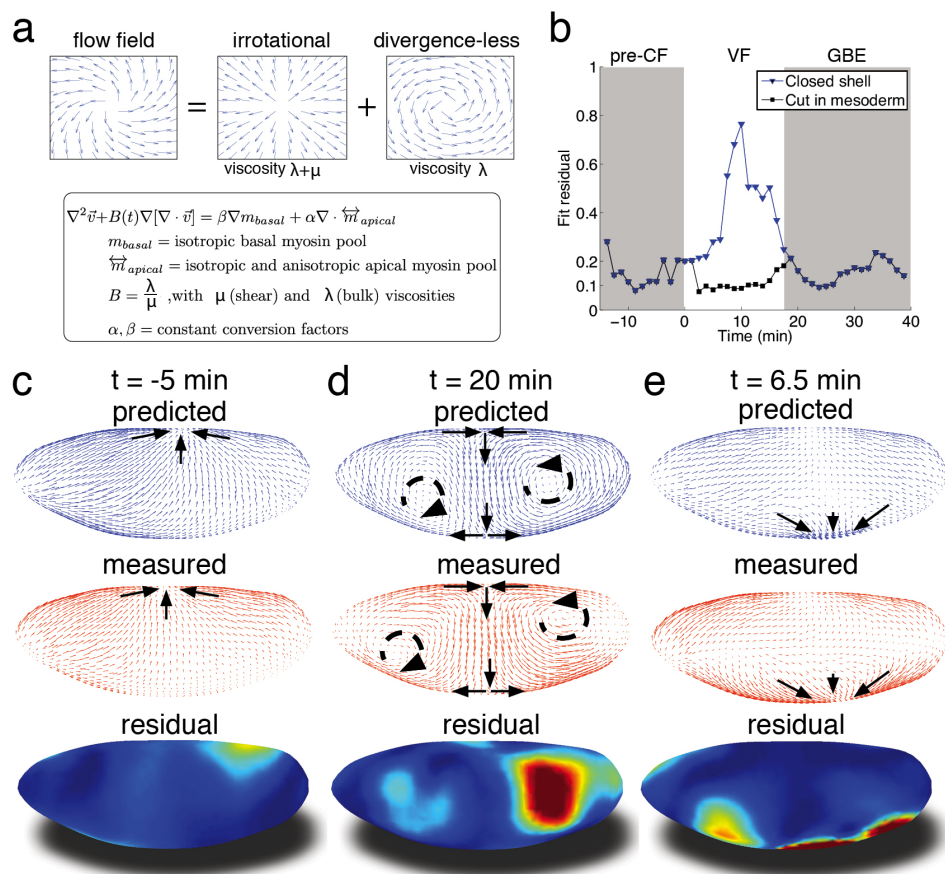 a
flow field
irrotational
divergence-less
=
+
viscosity λ+μ
viscosity λ
∇²v⃗+B(t)∇[∇ · v⃗] = β∇m_basal + α∇ · m⃡_apical
m_basal = isotropic basal myosin pool
m⃡_apical = isotropic and anisotropic apical myosin pool
B = λ/μ ,with μ (shear) and λ (bulk) viscosities
α, β = constant conversion factors
b
pre-CF
VF
GBE
Closed shell
Cut in mesoderm
Fit residual
1
0.8
0.6
0.4
0.2
0.1
0
−10
0
10
20
30
40
Time (min)
c
t = -5 min
predicted
measured
residual
d
t = 20 min
predicted
measured
residual
e
t = 6.5 min
predicted
measured
residual